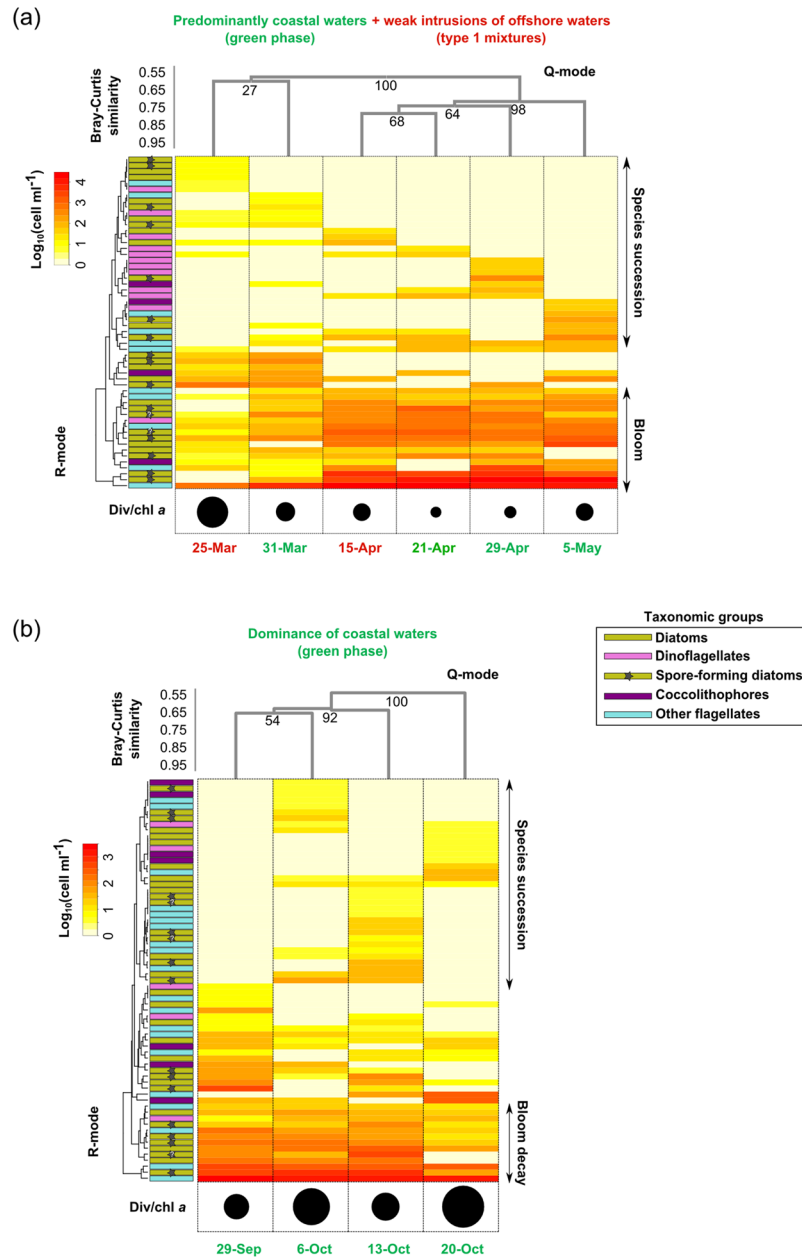 (a)
Predominantly coastal waters + weak intrusions of offshore waters
(green phase) (type 1 mixtures)
Bray-Curtis
similarity
0.55
0.65
0.75
0.85
0.95
Q-mode
100
27
98
64
68
Log10(cell ml-1)
0 1 2 3 4
Species succession
Bloom
R-mode
Div/chl a
25-Mar 31-Mar 15-Apr 21-Apr 29-Apr 5-May
(b)
Dominance of coastal waters
(green phase)
Taxonomic groups
Diatoms
Dinoflagellates
Spore-forming diatoms
Coccolithophores
Other flagellates
Bray-Curtis
similarity
0.55
0.65
0.75
0.85
0.95
Q-mode
100
92
54
Log10(cell ml-1)
0 1 2 3
Species succession
Bloom decay
R-mode
Div/chl a
29-Sep 6-Oct 13-Oct 20-Oct